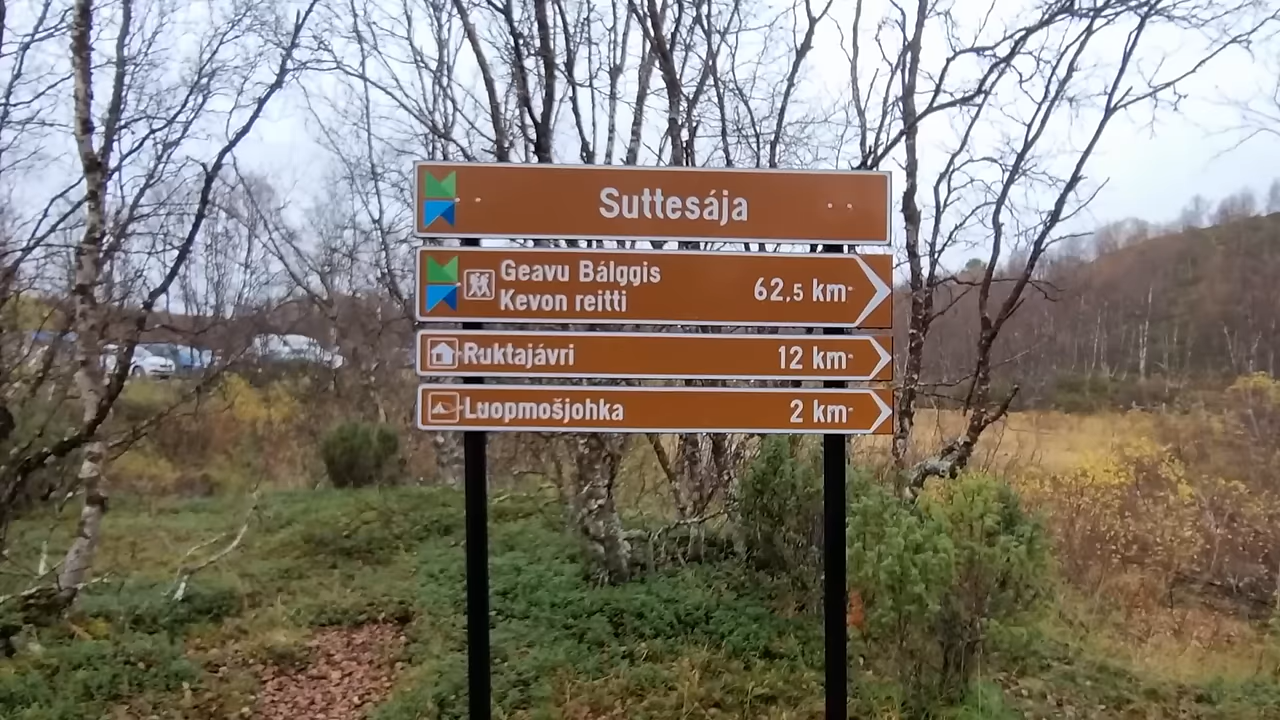 Suttesája
Geavu Bálggis
Kevon reitti
62,5 km
Ruktajávri 12 km
Luopmošjohka 2 km